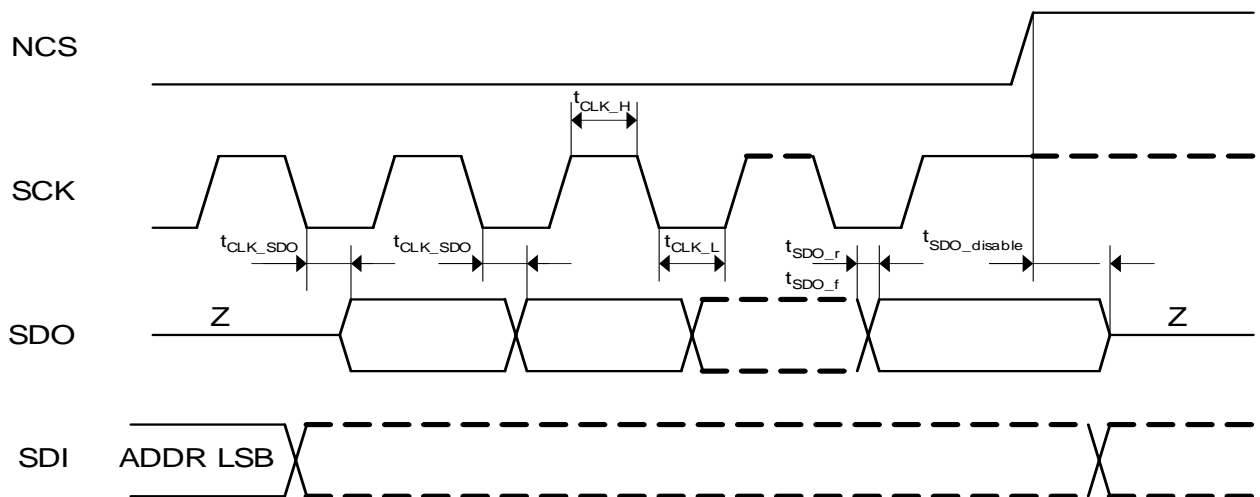 NCS
tCLK_H
SCK
tCLK_SDO
tCLK_SDO
tCLK_L
tSDO_r
tSDO_f
tSDO_disable
Z
Z
SDO
SDI
ADDR LSB